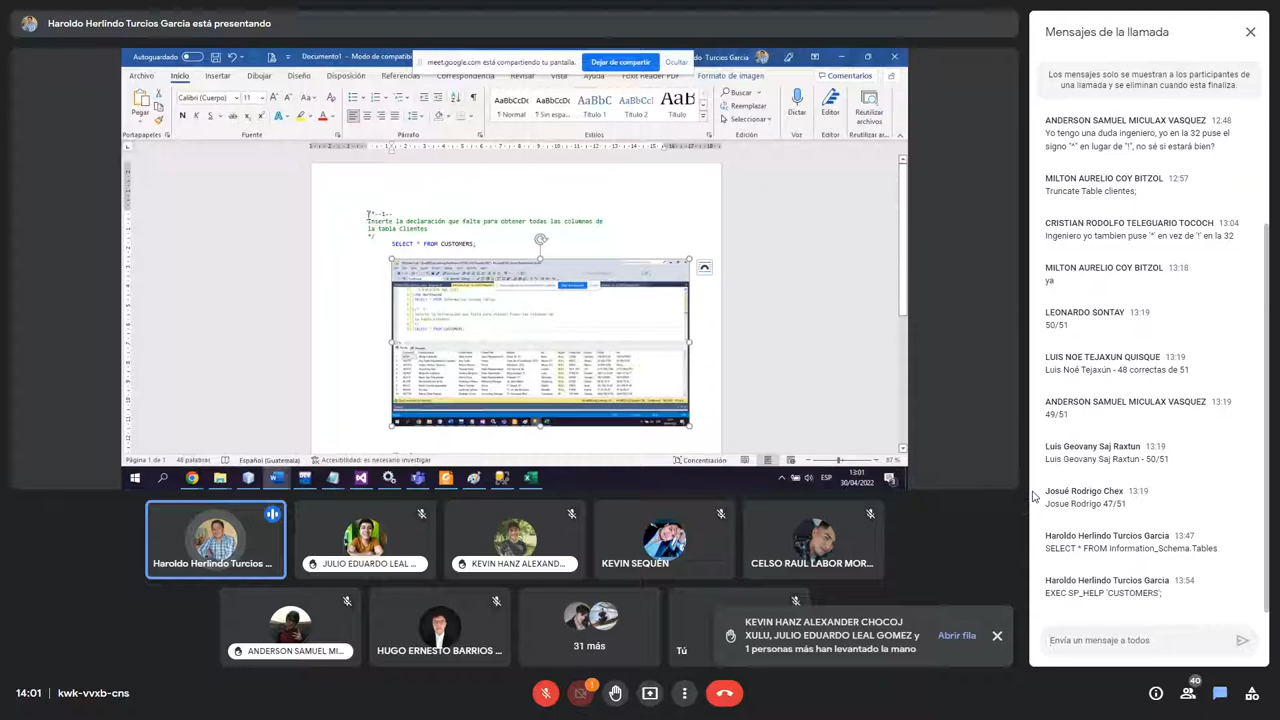 Haroldo Herlindo Turcios Garcia está presentando
Autoguardado
Documento1 - Modo de compatibi
meet.google.com está compartiendo tu pantalla.
Dejar de compartir
Ocultar
Turcios Garcia
Archivo Inicio Insertar Dibujar Diseño Disposición Referencias Correspondencia Revisar Vista Foxit Reader PDF Formato de imagen
Comentarios
Pegar
Calibri (Cuerpo) 11
AaBbCcDc AaBbCcDc AaBbC AaBbCcl AaB
¶ Normal ¶ Sin espa... Título 1 Título 2 Título
Buscar
Reemplazar
Seleccionar
Dictar
Editor
Reutilizar archivos
Portapapeles Fuente Párrafo Estilos Edición Voz Editor Reutilizar ar...
/*--1--
Inserte la declaración que falta para obtener todas las columnas de
la tabla Clientes
*/
SELECT * FROM CUSTOMERS;
Página 1 de 1 48 palabras Español (Guatemala) Accesibilidad: es necesario investigar Concentración 87 %
ESP 13:01
30/04/2022
Haroldo Herlindo Turcios ...
JULIO EDUARDO LEAL ...
KEVIN HANZ ALEXAND...
KEVIN SEQUÉN
CELSO RAUL LABOR MOR...
ANDERSON SAMUEL MI...
HUGO ERNESTO BARRIOS ...
31 más
Tú
KEVIN HANZ ALEXANDER CHOCOJ
XULU, JULIO EDUARDO LEAL GOMEZ y
1 personas más han levantado la mano
Abrir fila
14:01 kwk-vvxb-cns
40
Mensajes de la llamada
Los mensajes solo se muestran a los participantes de
una llamada y se eliminan cuando esta finaliza.
ANDERSON SAMUEL MICULAX VASQUEZ 12:48
Yo tengo una duda ingeniero, yo en la 32 puse el
signo "*" en lugar de "!", no sé si estará bien?
MILTON AURELIO COY BITZOL 12:57
Truncate Table clientes;
CRISTIAN RODOLFO TELEGUARIO TOCOCH 13:04
Ingeniero yo tambien puse '*' en vez de '!' en la 32
MILTON AURELIO COY BITZOL 13:18
ya
LEONARDO SONTAY 13:19
50/51
LUIS NOE TEJAXUN QUISQUE 13:19
Luis Noé Tejaxún - 48 correctas de 51
ANDERSON SAMUEL MICULAX VASQUEZ 13:19
49/51
Luis Geovany Saj Raxtun 13:19
Luis Geovany Saj Raxtun - 50/51
Josué Rodrigo Chex 13:19
Josue Rodrigo 47/51
Haroldo Herlindo Turcios Garcia 13:47
SELECT * FROM Information_Schema.Tables
Haroldo Herlindo Turcios Garcia 13:54
EXEC SP_HELP 'CUSTOMERS';
Envía un mensaje a todos